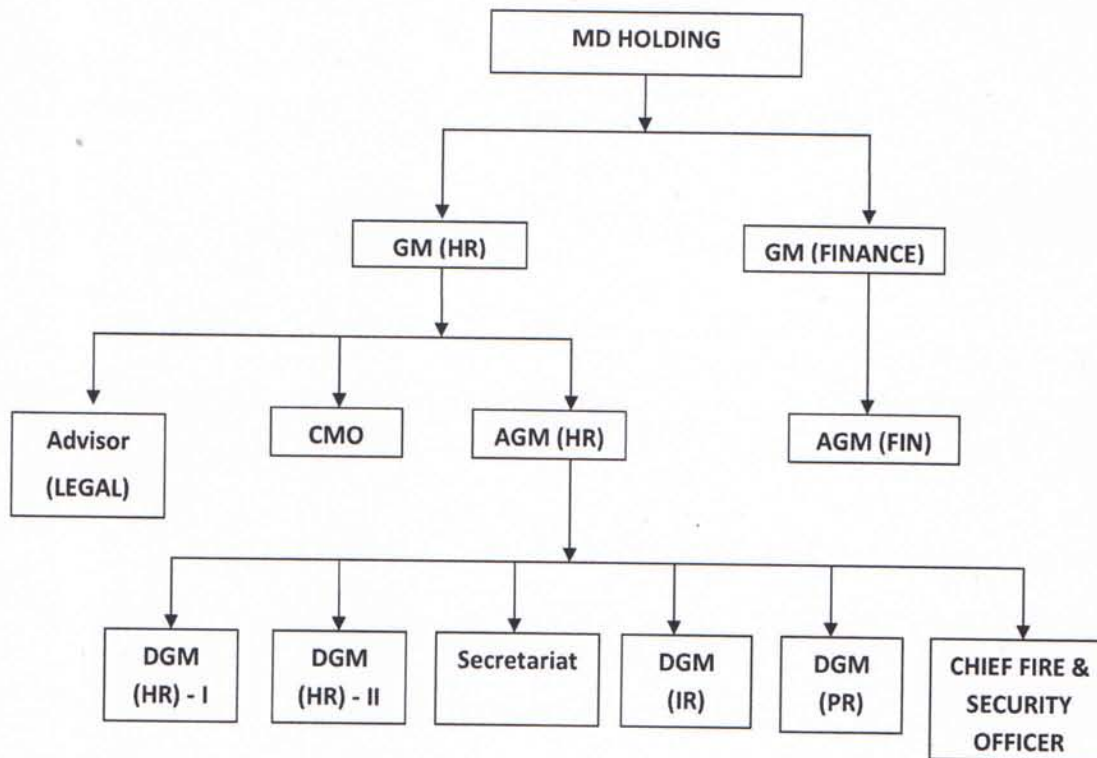 MD HOLDING
GM (HR)
GM (FINANCE)
Advisor
(LEGAL)
CMO
AGM (HR)
AGM (FIN)
DGM
(HR) - I
DGM
(HR) - II
Secretariat
DGM
(IR)
DGM
(PR)
CHIEF FIRE &
SECURITY
OFFICER